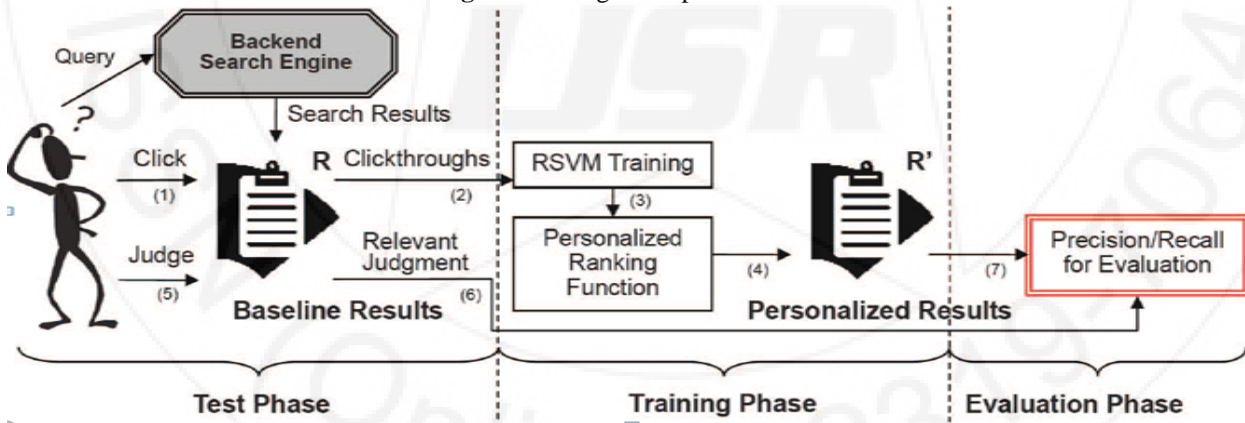 Query
Backend
Search Engine
?
Search Results
Click
(1)
R
Clickthroughs
(2)
RSVM Training
(3)
R'
Judge
(5)
Relevant
Judgment
(6)
Personalized
Ranking
Function
(4)
(7)
Precision/Recall
for Evaluation
Baseline Results
Personalized Results
Test Phase
Training Phase
Evaluation Phase
IJSR